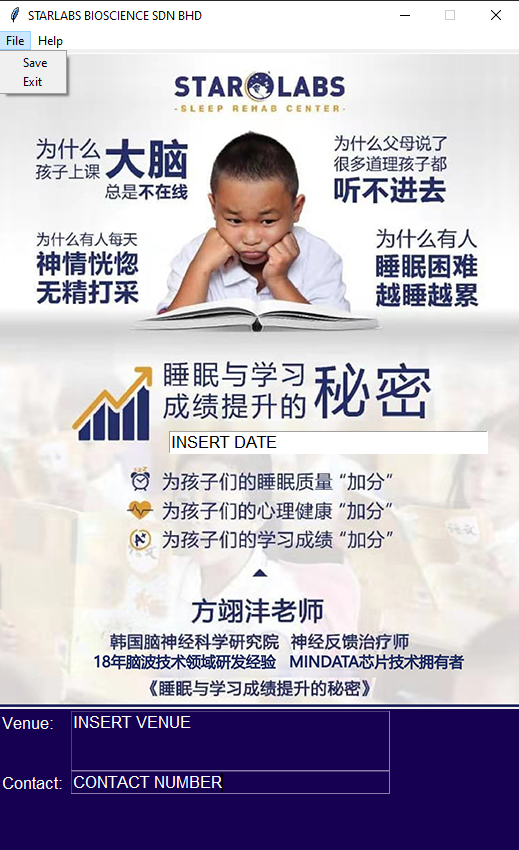 STARLABS BIOSCIENCE SDN BHD
File Help
Save
Exit
STAR LABS
-SLEEP REHAB CENTER-
为什么
孩子上课 大脑
总是不在线
为什么父母说了
很多道理孩子都
听不进去
为什么有人每天
神情恍惚
无精打采
为什么有人
睡眠困难
越睡越累
睡眠与学习
成绩提升的 秘密
INSERT DATE
为孩子们的睡眠质量 “加分”
为孩子们的心理健康 “加分”
为孩子们的学习成绩 “加分”
方翊沣老师
韩国脑神经科学研究院 神经反馈治疗师
18年脑波技术领域研发经验 MINDATA芯片技术拥有者
《睡眠与学习成绩提升的秘密》
Venue: INSERT VENUE
Contact: CONTACT NUMBER